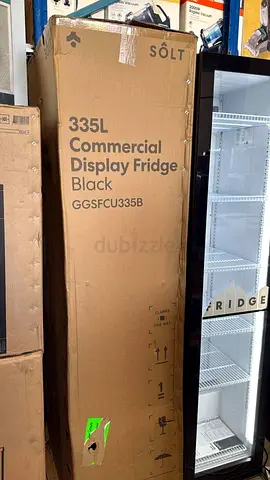 SÔLT
335L
Commercial
Display Fridge
Black
GGSFCU335B
dubizzle
FRIDGE